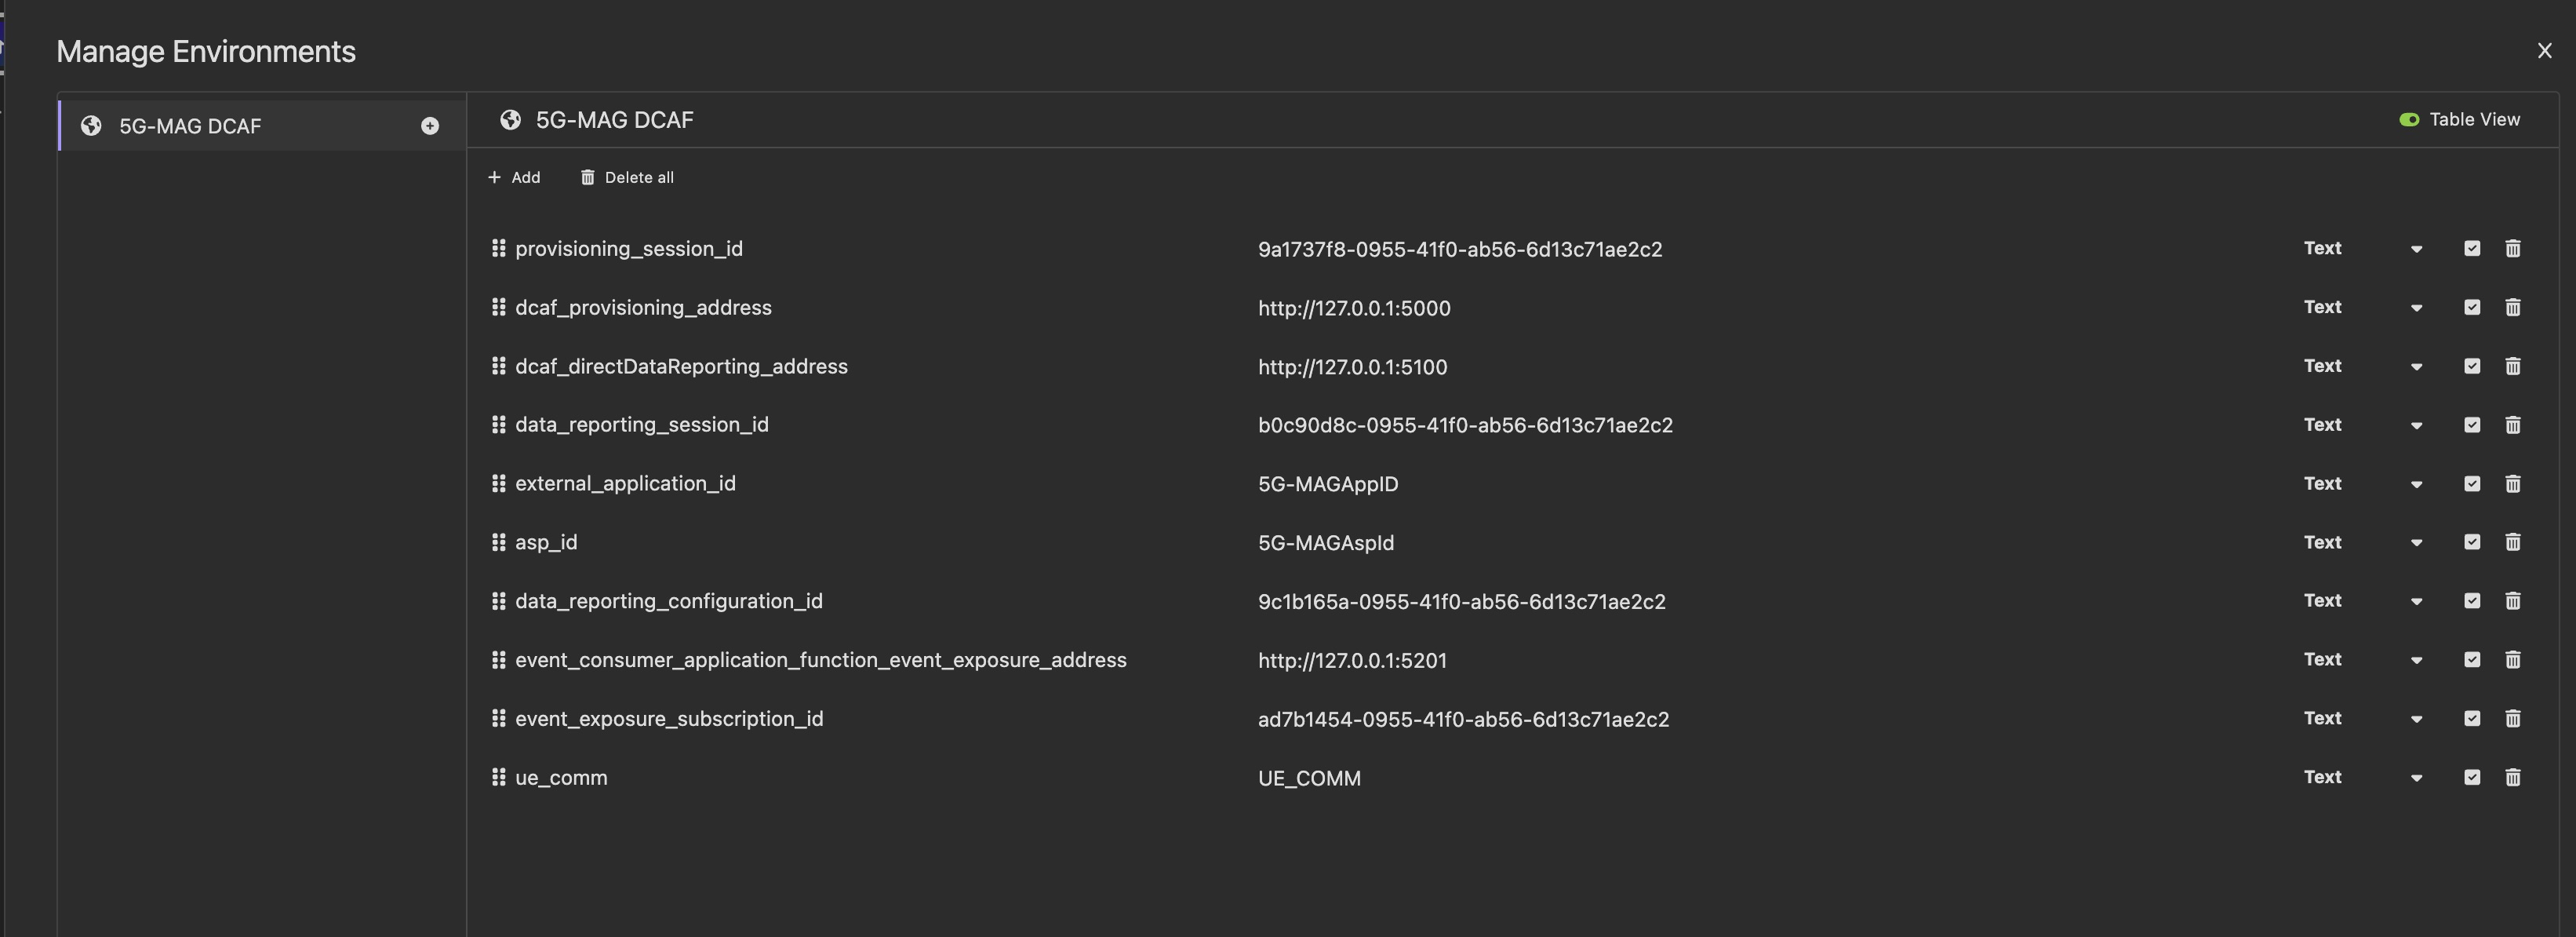 Manage Environments
X
5G-MAG DCAF
5G-MAG DCAF
Table View
Add
Delete all
provisioning_session_id 9a1737f8-0955-41f0-ab56-6d13c71ae2c2 Text
dcaf_provisioning_address http://127.0.0.1:5000 Text
dcaf_directDataReporting_address http://127.0.0.1:5100 Text
data_reporting_session_id b0c90d8c-0955-41f0-ab56-6d13c71ae2c2 Text
external_application_id 5G-MAGAppID Text
asp_id 5G-MAGAspId Text
data_reporting_configuration_id 9c1b165a-0955-41f0-ab56-6d13c71ae2c2 Text
event_consumer_application_function_event_exposure_address http://127.0.0.1:5201 Text
event_exposure_subscription_id ad7b1454-0955-41f0-ab56-6d13c71ae2c2 Text
ue_comm UE_COMM Text